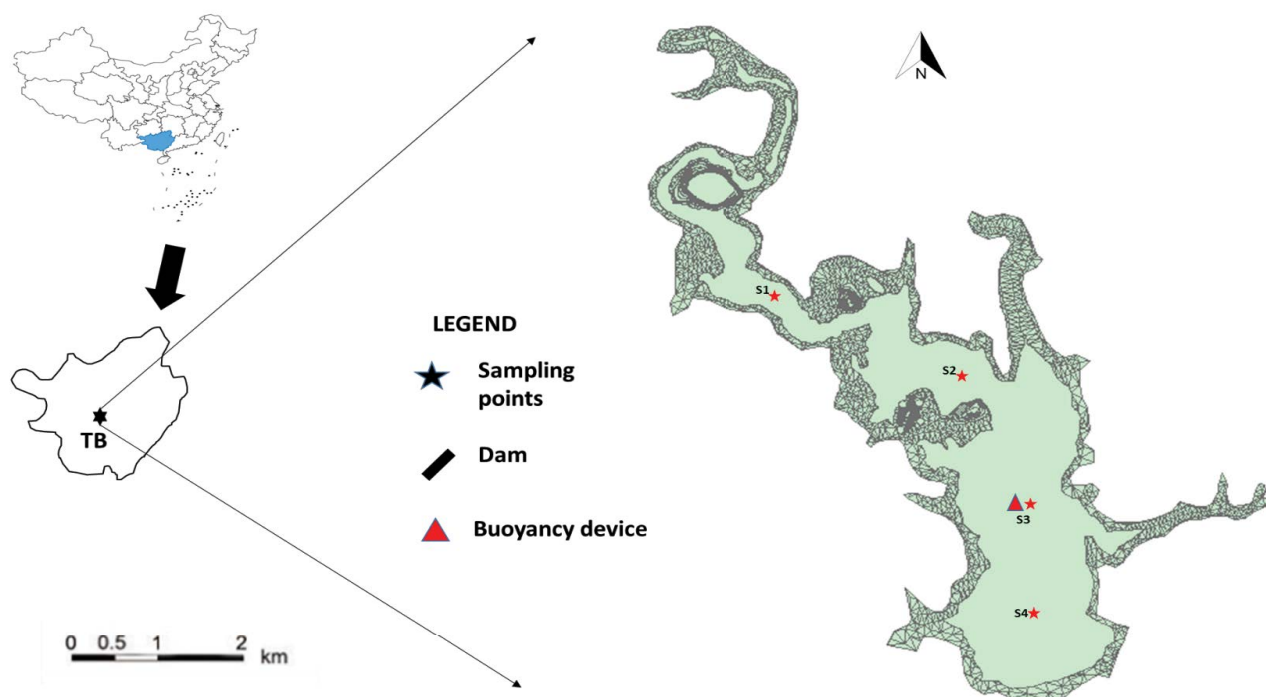 N
S1
S2
S3
S4
TB
LEGEND
Sampling
points
Dam
Buoyancy device
0 0.5 1 2 km